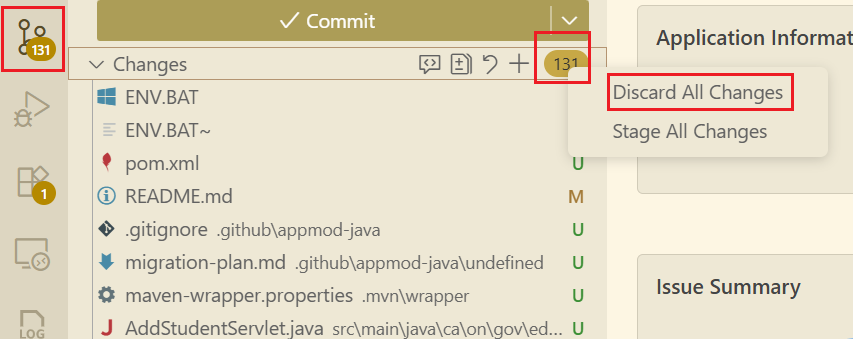 131
Commit
Changes
131
Discard All Changes
Stage All Changes
ENV.BAT
ENV.BAT~
pom.xml U
README.md M
.gitignore .github\appmod-java U
migration-plan.md .github\appmod-java\undefined U
maven-wrapper.properties .mvn\wrapper U
J AddStudentServlet.java src\main\java\ca\on\gov\ed... U
1
LOG
Application Informat
Issue Summary